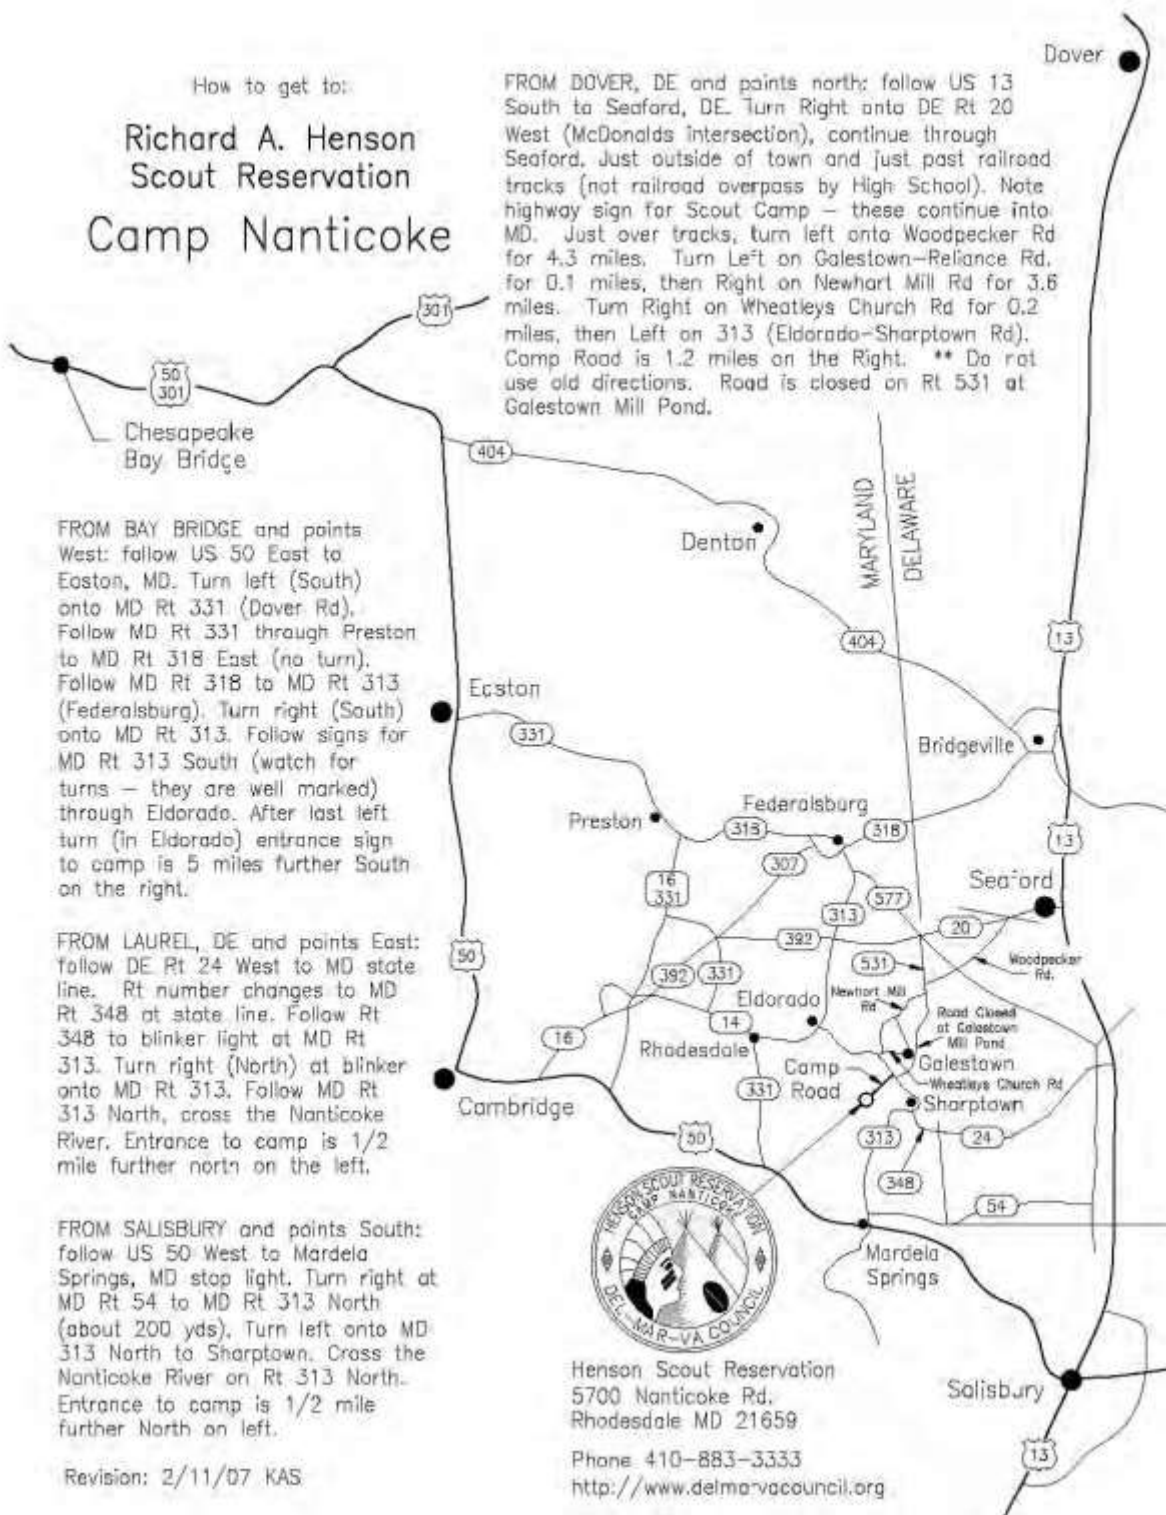 How to get to:
Richard A. Henson
Scout Reservation
Camp Nanticoke
FROM DOVER, DE and points north: follow US 13
South to Seaford, DE. Turn Right onto DE Rt 20
West (McDonalds intersection), continue through
Seaford. Just outside of town and just past railroad
tracks (not railroad overpass by High School). Note
highway sign for Scout Camp – these continue into
MD. Just over tracks, turn left onto Woodpecker Rd
for 4.3 miles. Turn Left on Galestown-Reliance Rd.
for 0.1 miles, then Right on Newhart Mill Rd for 3.6
miles. Turn Right on Wheatleys Church Rd for 0.2
miles, then Left on 313 (Eldorado-Sharptown Rd).
Camp Road is 1.2 miles on the Right. ** Do not
use old directions. Road is closed on Rt 531 at
Galestown Mill Pond.
FROM BAY BRIDGE and points
West: follow US 50 East to
Easton, MD. Turn left (South)
onto MD Rt 331 (Dover Rd).
Follow MD Rt 331 through Preston
to MD Rt 318 East (no turn).
Follow MD Rt 318 to MD Rt 313
(Federalsburg). Turn right (South)
onto MD Rt 313. Follow signs for
MD Rt 313 South (watch for
turns – they are well marked)
through Eldorado. After last left
turn (in Eldorado) entrance sign
to camp is 5 miles further South
on the right.
FROM LAUREL, DE and points East:
follow DE Rt 24 West to MD state
line. Rt number changes to MD
Rt 348 at state line. Follow Rt
348 to blinker light at MD Rt
313. Turn right (North) at blinker
onto MD Rt 313. Follow MD Rt
313 North, cross the Nanticoke
River. Entrance to camp is 1/2
mile further north on the left.
FROM SALISBURY and points South:
follow US 50 West to Mardela
Springs, MD stop light. Turn right at
MD Rt 54 to MD Rt 313 North
(about 200 yds). Turn left onto MD
313 North to Sharptown. Cross the
Nanticoke River on Rt 313 North.
Entrance to camp is 1/2 mile
further North on left.
Revision: 2/11/07 KAS
Dover
301
50
301
Chesapeake
Bay Bridge
404
Denton
MARYLAND
DELAWARE
404
13
Easton
331
Bridgeville
Preston
Federalsburg
318
318
307
13
16
331
577
Seaford
313
20
392
50
392
331
531
Woodpecker
Rd.
Newhart Mill
Rd
Eldorado
Road Closed
at Galestown
Mill Pond
14
16
Rhodesdale
Galestown
Camp
Road
Wheatleys Church Rd
331
Sharptown
Cambridge
50
313
24
348
54
Mardela
Springs
Salisbury
13
HENSON SCOUT RESERVATION
CAMP NANTICOKE
DEL-MAR-VA COUNCIL
Henson Scout Reservation
5700 Nanticoke Rd.
Rhodesdale MD 21659
Phone 410-883-3333
http://www.delmarvacouncil.org